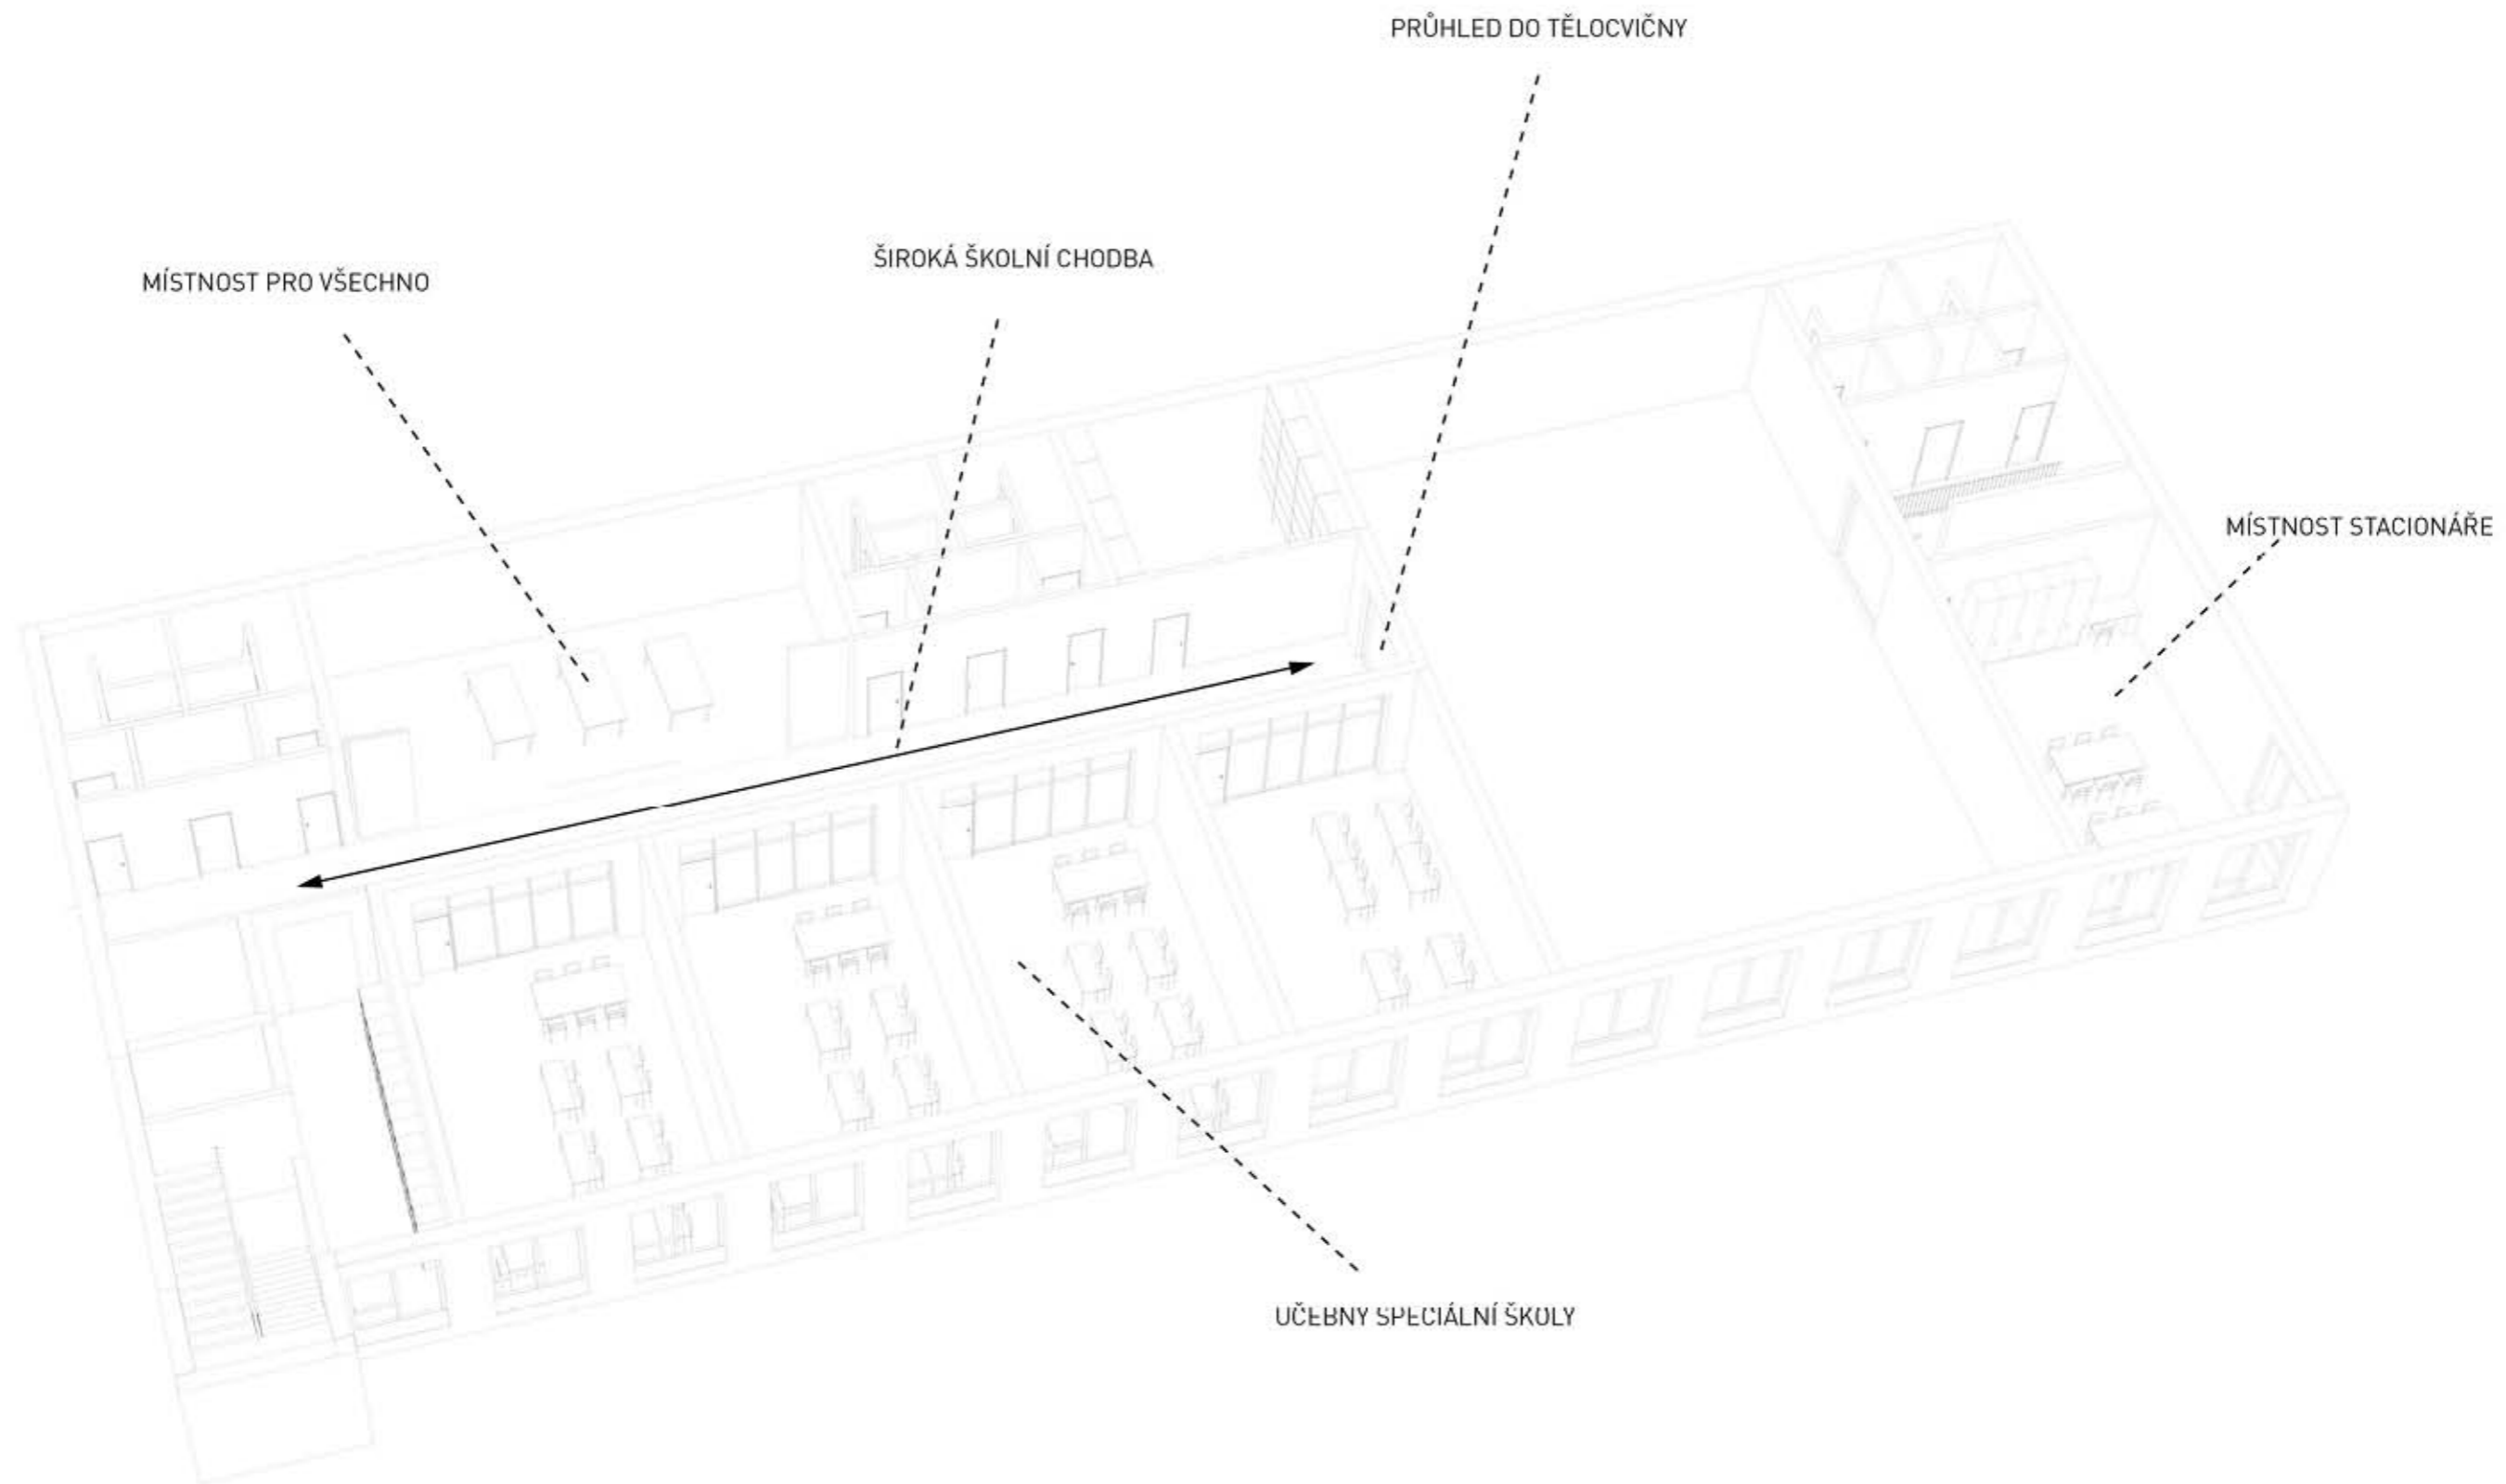 PRŮHLED DO TĚLOCVIČNY
ŠIROKÁ ŠKOLNÍ CHODBA
MÍSTNOST PRO VŠECHNO
MÍSTNOST STACIONÁŘE
UČEBNY SPECIÁLNÍ ŠKOLY